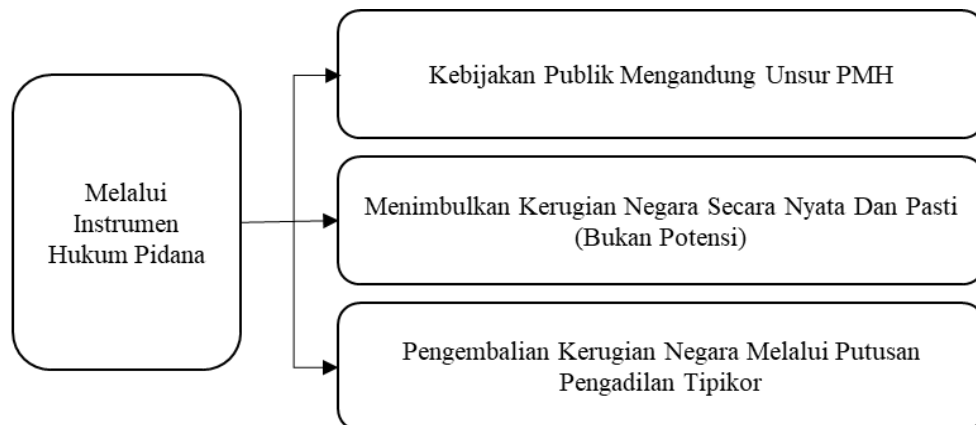 Melalui
Instrumen
Hukum Pidana
Kebijakan Publik Mengandung Unsur PMH
Menimbulkan Kerugian Negara Secara Nyata Dan Pasti
(Bukan Potensi)
Pengembalian Kerugian Negara Melalui Putusan
Pengadilan Tipikor